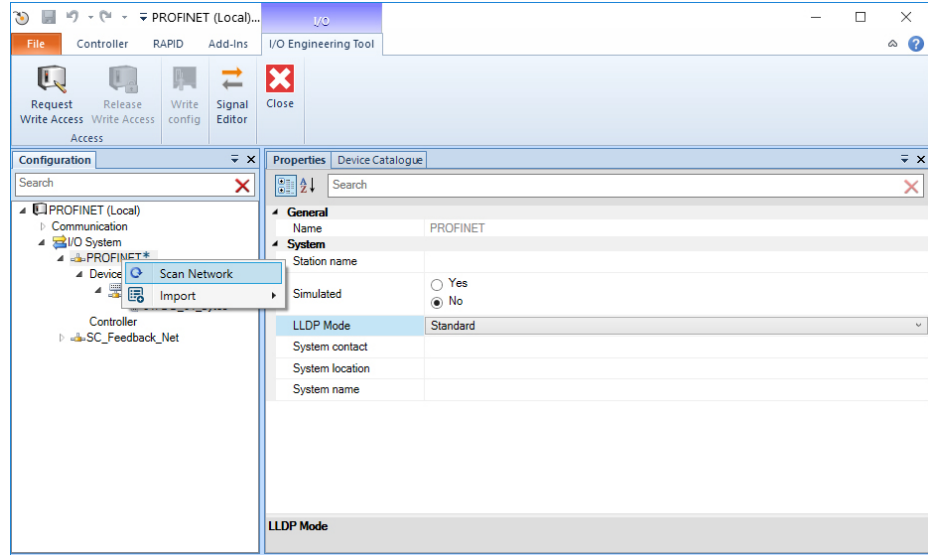 PROFINET (Local)...
I/O
File
Controller
RAPID
Add-Ins
I/O Engineering Tool
Request
Write Access
Release
Write Access
Write
config
Signal
Editor
Close
Access
Configuration
Search
PROFINET (Local)
Communication
I/O System
PROFINET*
Device
Scan Network
Import
Controller
SC_Feedback_Net
Properties
Device Catalogue
Search
General
Name PROFINET
System
Station name
Simulated
Yes
No
LLDP Mode Standard
System contact
System location
System name
LLDP Mode